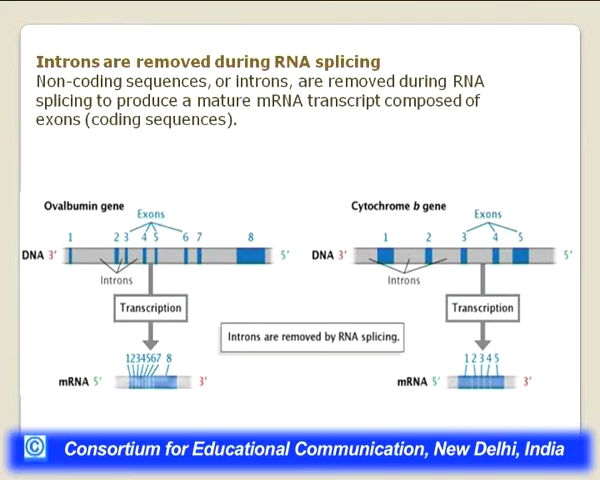 Introns are removed during RNA splicing
Non-coding sequences, or introns, are removed during RNA
splicing to produce a mature mRNA transcript composed of
exons (coding sequences).
Ovalbumin gene
Exons
1 2 3 4 5 6 7 8
DNA 3' 5'
Introns
Transcription
1234567 8
mRNA 5' 3'
Cytochrome b gene
Exons
1 2 3 4 5
DNA 3' 5'
Introns
Transcription
1 2 3 4 5
mRNA 5' 3'
Introns are removed by RNA splicing.
© Consortium for Educational Communication, New Delhi, India